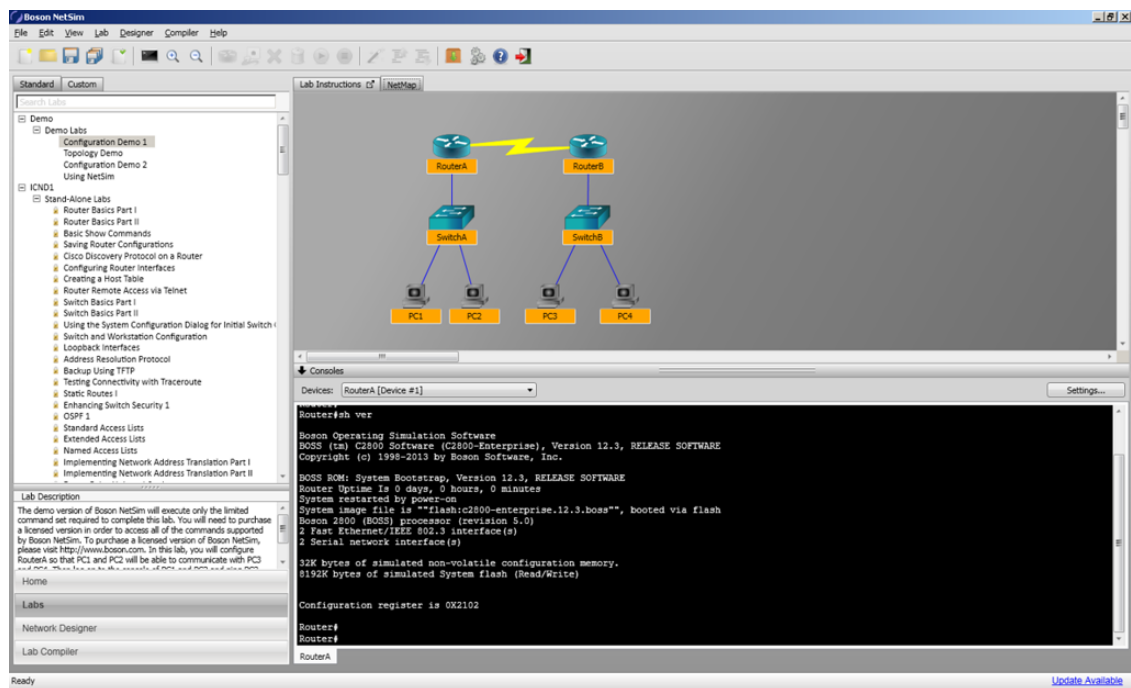 Boson NetSim
File Edit View Lab Designer Compiler Help
Standard Custom
Search Labs
Demo
Demo Labs
Configuration Demo 1
Topology Demo
Configuration Demo 2
Using NetSim
ICND1
Stand-Alone Labs
Router Basics Part I
Router Basics Part II
Basic Show Commands
Saving Router Configurations
Cisco Discovery Protocol on a Router
Configuring Router Interfaces
Creating a Host Table
Router Remote Access via Telnet
Switch Basics Part I
Switch Basics Part II
Using the System Configuration Dialog for Initial Switch
Switch and Workstation Configuration
Loopback Interfaces
Address Resolution Protocol
Backup Using TFTP
Testing Connectivity with Traceroute
Static Routes I
Enhancing Switch Security 1
OSPF 1
Standard Access Lists
Extended Access Lists
Named Access Lists
Implementing Network Address Translation Part I
Implementing Network Address Translation Part II
Lab Description
The demo version of Boson NetSim will execute only the limited
command set required to complete this lab. You will need to purchase
a licensed version in order to access all of the commands supported
by Boson NetSim. To purchase a licensed version of Boson NetSim,
please visit http://www.boson.com. In this lab, you will configure
RouterA so that PC1 and PC2 will be able to communicate with PC3
Home
Labs
Network Designer
Lab Compiler
Lab Instructions NetMap
RouterA RouterB
SwitchA SwitchB
PC1 PC2 PC3 PC4
Consoles
Devices: RouterA [Device #1] Settings...
Router#sh ver
Boson Operating Simulation Software
BOSS (tm) C2800 Software (C2800-Enterprise), Version 12.3, RELEASE SOFTWARE
Copyright (c) 1998-2013 by Boson Software, Inc.
BOSS ROM: System Bootstrap, Version 12.3, RELEASE SOFTWARE
Router Uptime Is 0 days, 0 hours, 0 minutes
System restarted by power-on
System image file is ""flash:c2800-enterprise.12.3.boss"", booted via flash
Boson 2800 (BOSS) processor (revision 5.0)
2 Fast Ethernet/IEEE 802.3 interface(s)
2 Serial network interface(s)
32K bytes of simulated non-volatile configuration memory.
8192K bytes of simulated System flash (Read/Write)
Configuration register is 0X2102
Router#
Router#
RouterA
Ready Update Available